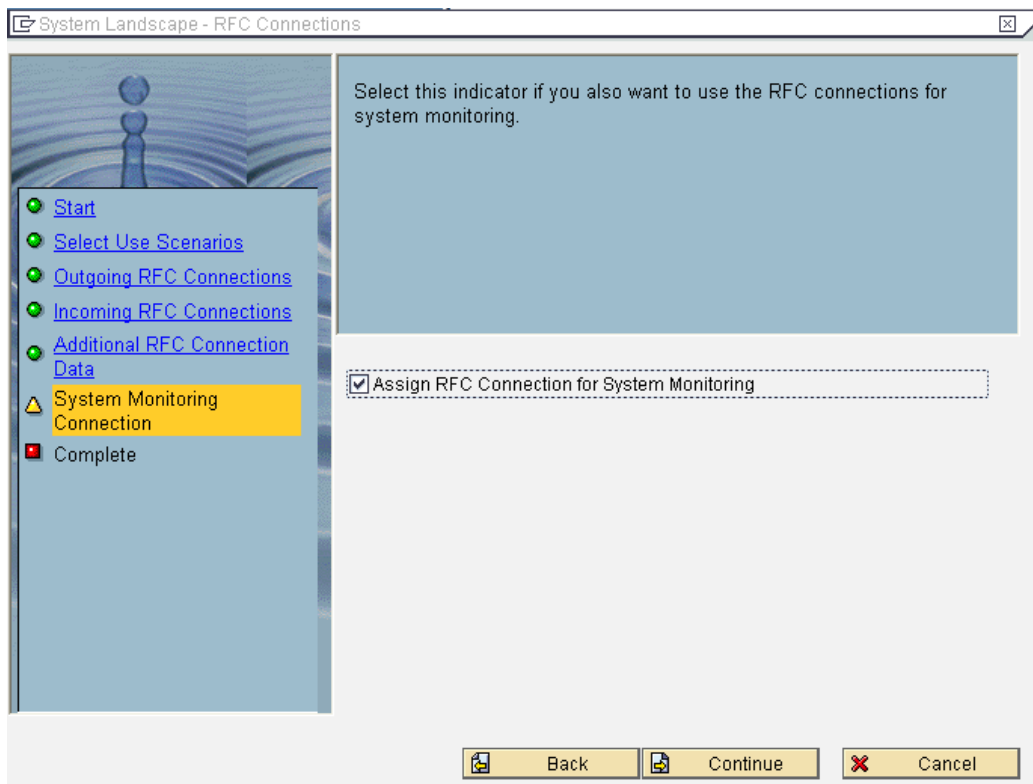 System Landscape - RFC Connections
Select this indicator if you also want to use the RFC connections for
system monitoring.
Start
Select Use Scenarios
Outgoing RFC Connections
Incoming RFC Connections
Additional RFC Connection
Data
System Monitoring
Connection
Complete
Assign RFC Connection for System Monitoring
Back
Continue
Cancel